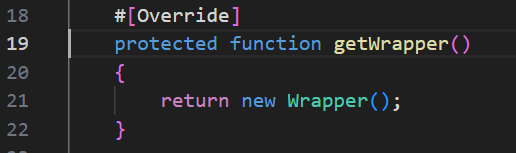 18 #[Override]
19 protected function getWrapper()
20 {
21 return new Wrapper();
22 }